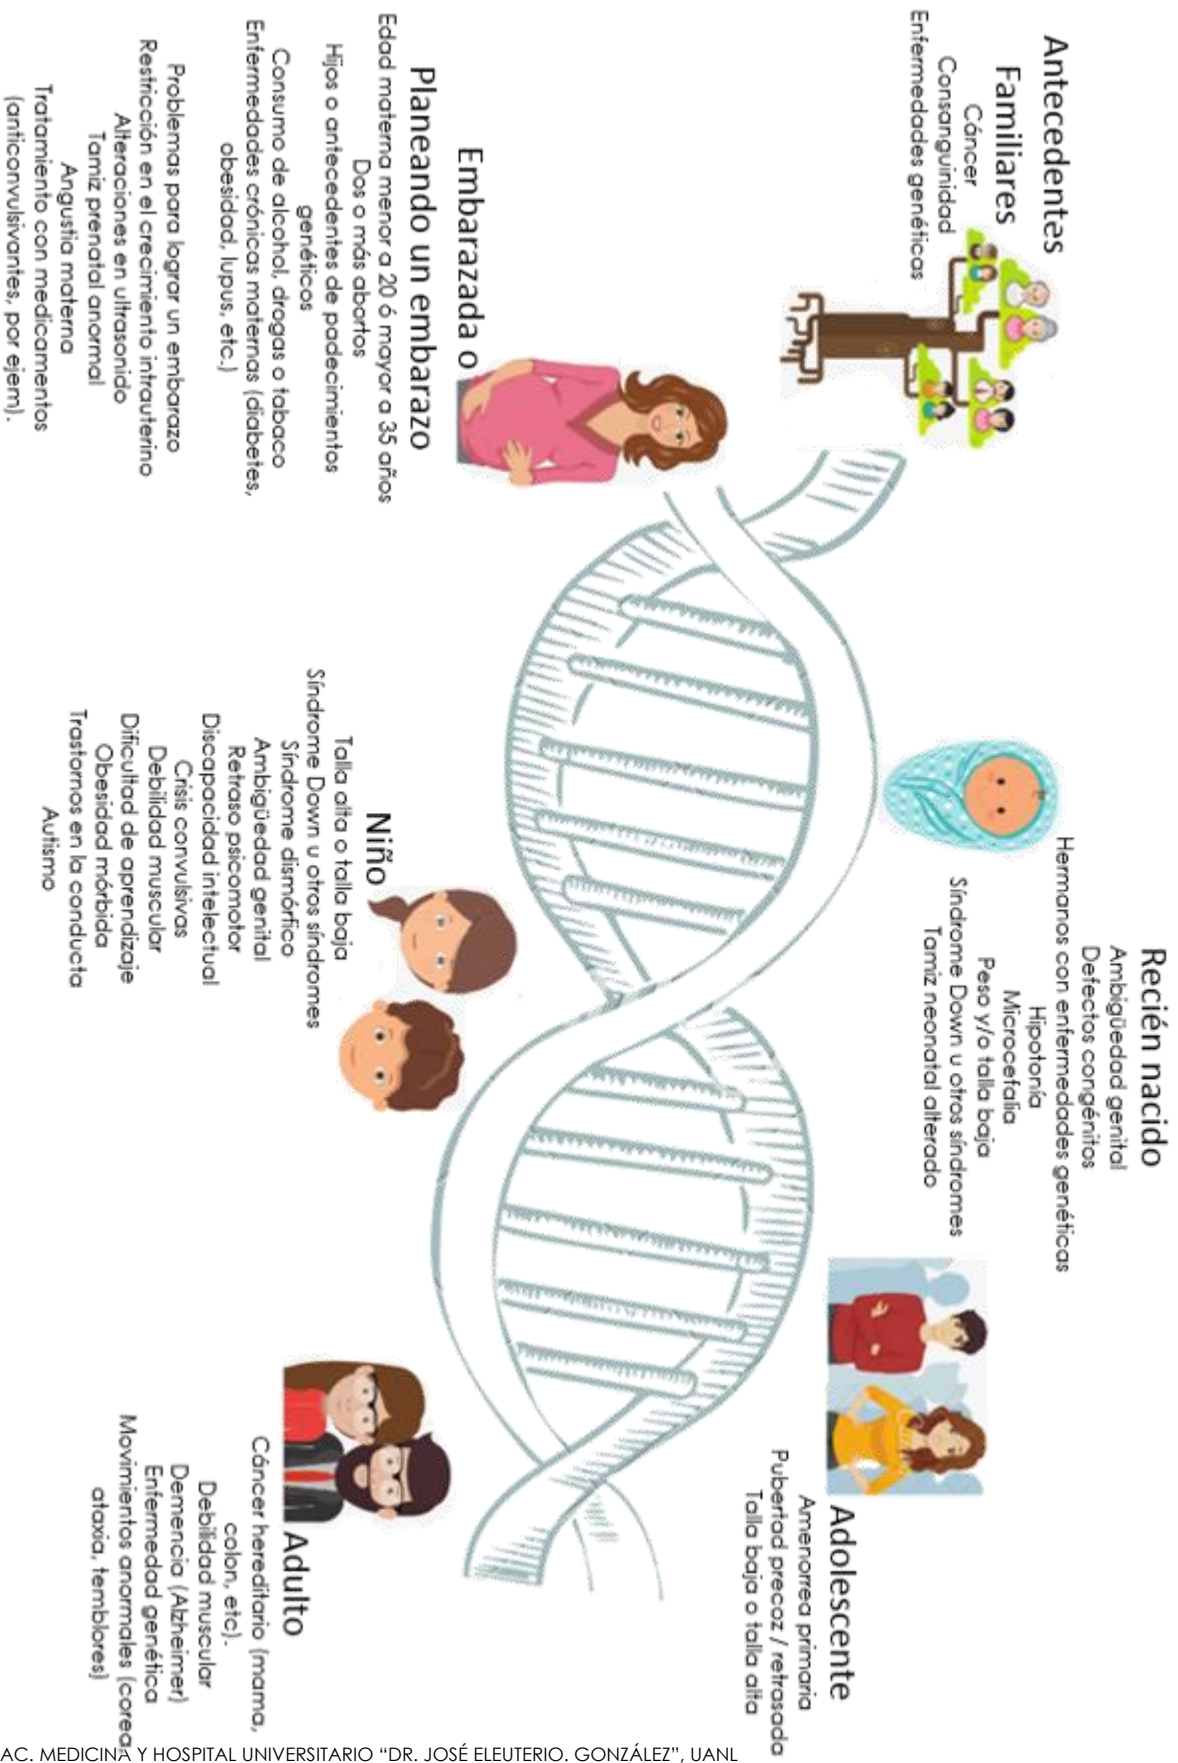 Antecedentes
Familiares
Cáncer
Consanguinidad
Enfermedades genéticas
Embarazada o
Planeando un embarazo
Edad materna menor a 20 ó mayor a 35 años
Dos o más abortos
Hijos o antecedentes de padecimientos
genéticos
Consumo de alcohol, drogas o tabaco
Enfermedades crónicas maternas (diabetes,
obesidad, lupus, etc.)
Problemas para lograr un embarazo
Restricción en el crecimiento intrauterino
Alteraciones en ultrasonido
Tamiz prenatal anormal
Angustia materna
Tratamiento con medicamentos
(anticonvulsivantes, por ejem).
Recién nacido
Ambigüedad genital
Defectos congénitos
Hermanos con enfermedades genéticas
Hipotonía
Microcefalia
Peso y/o talla baja
Síndrome Down u otros síndromes
Tamiz neonatal alterado
Niño
Talla alta o talla baja
Síndrome Down u otros síndromes
Síndrome dismórfico
Ambigüedad genital
Retraso psicomotor
Discapacidad intelectual
Crisis convulsivas
Debilidad muscular
Dificultad de aprendizaje
Obesidad mórbida
Trastornos en la conducta
Autismo
Adolescente
Amenorrea primaria
Pubertad precoz / retrasada
Talla baja o talla alta
Adulto
Cáncer hereditario (mama,
colon, etc).
Debilidad muscular
Demencia (Alzheimer)
Enfermedad genética
Movimientos anormales (corea,
ataxia, temblores)
AC. MEDICINA Y HOSPITAL UNIVERSITARIO “DR. JOSÉ ELEUTERIO. GONZÁLEZ”, UANL